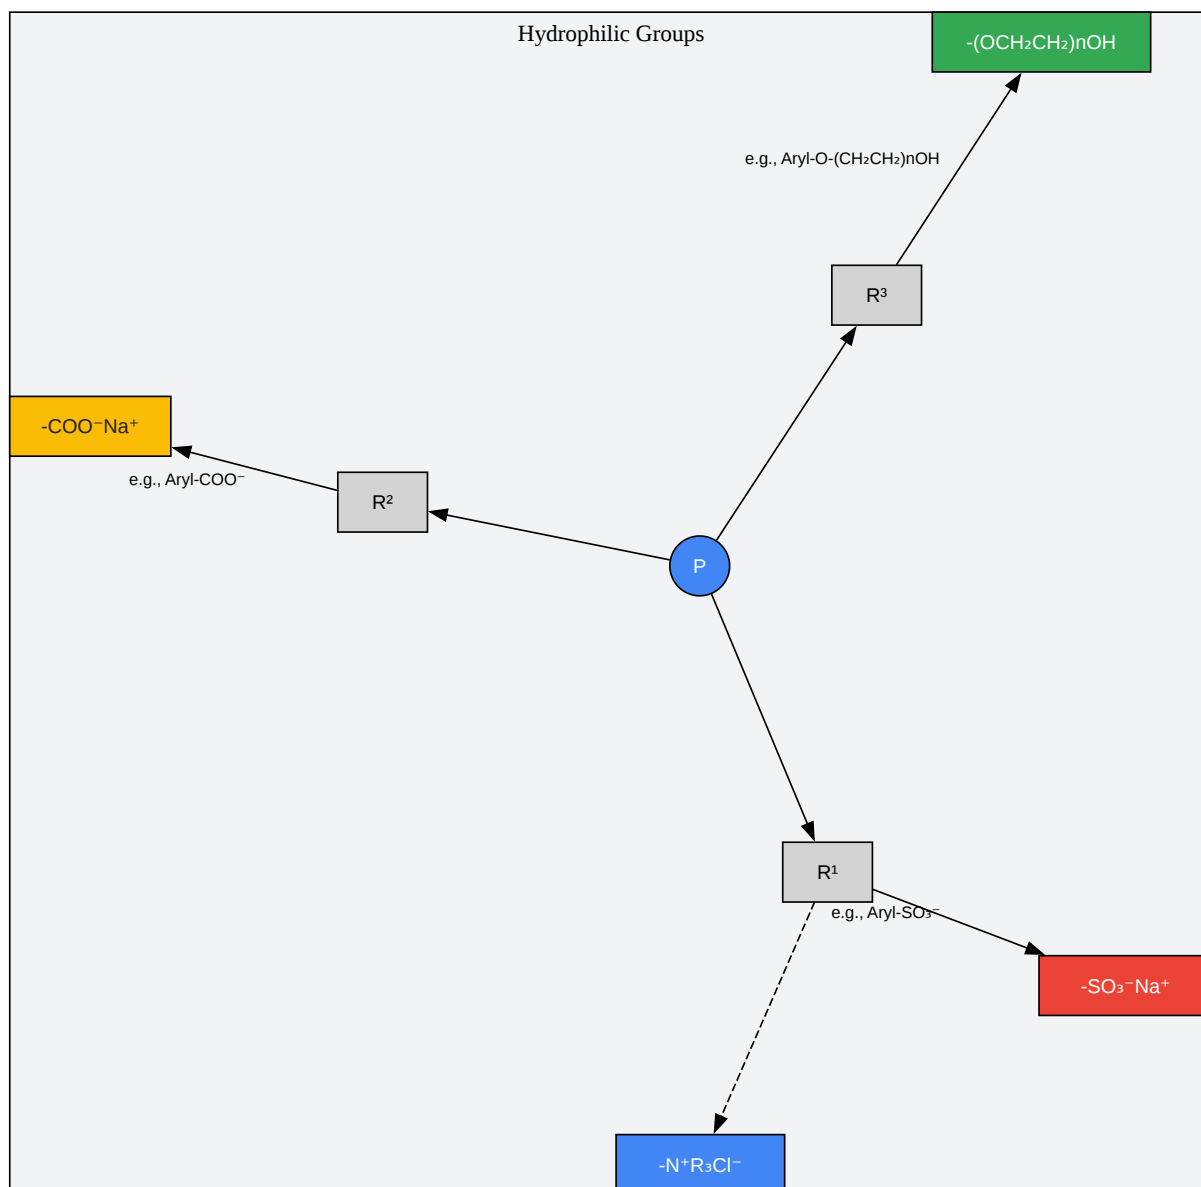 Hydrophilic Groups
-(OCH₂CH₂)nOH
e.g., Aryl-O-(CH₂CH₂)nOH
R³
-COO⁻Na⁺
e.g., Aryl-COO⁻
R²
P
R¹
e.g., Aryl-SO₃⁻
-SO₃⁻Na⁺
-N⁺R₃Cl⁻